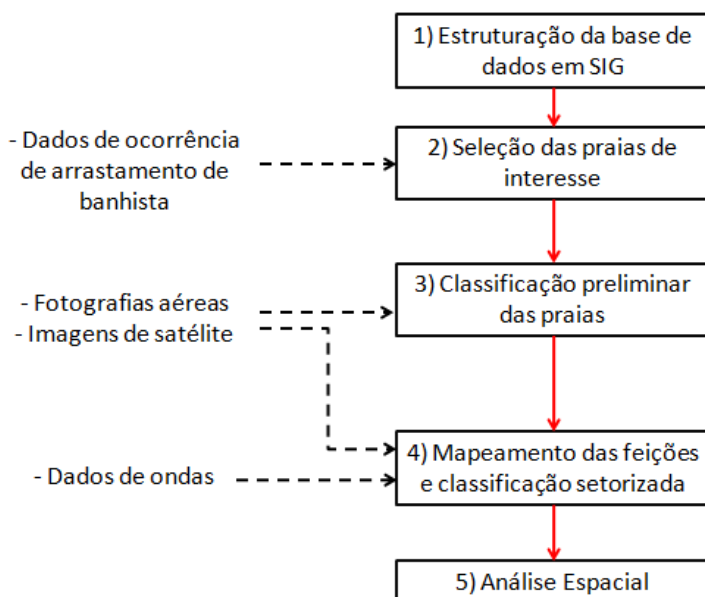 1) Estruturação da base de
dados em SIG
- Dados de ocorrência
de arrastamento de
banhista
2) Seleção das praias de
interesse
- Fotografias aéreas
- Imagens de satélite
3) Classificação preliminar
das praias
- Dados de ondas
4) Mapeamento das feições
e classificação setorizada
5) Análise Espacial